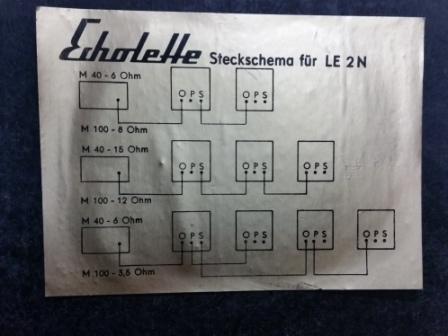 Echolette Steckschema für LE 2 N
M 40 - 6 Ohm
O P S O P S
M 100 - 8 Ohm
M 40 - 15 Ohm
O P S O P S O P S
M 100 - 12 Ohm
M 40 - 6 Ohm
O P S O P S O P S O P S
M 100 - 3,5 Ohm